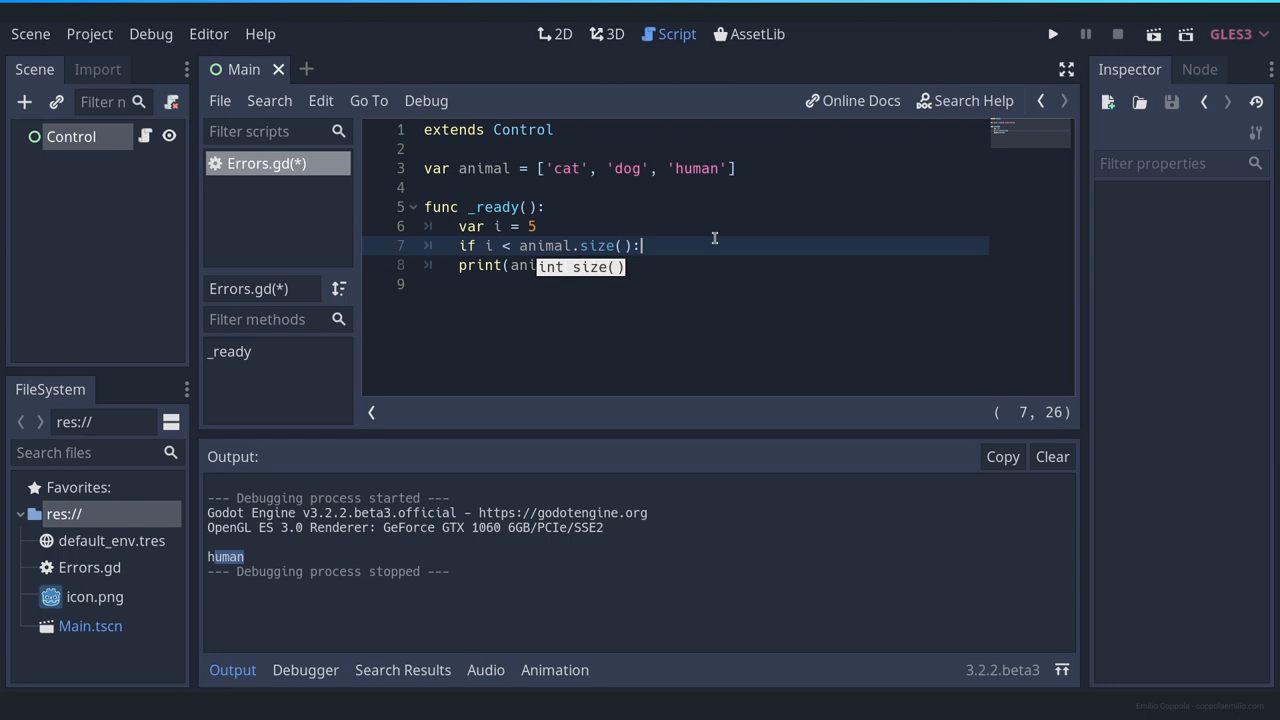 Scene Project Debug Editor Help 2D 3D Script AssetLib GLES3
Scene Import
Filter n
Control
FileSystem
res://
Search files
Favorites:
res://
default_env.tres
Errors.gd
icon.png
Main.tscn
Main
File Search Edit Go To Debug Online Docs Search Help
Filter scripts
Errors.gd(*)
Errors.gd(*)
Filter methods
_ready
1 extends Control
2
3 var animal = ['cat', 'dog', 'human']
4
5 func _ready():
6 var i = 5
7 if i < animal.size():
8 print(ani
int size()
9
( 7, 26)
Output: Copy Clear
--- Debugging process started ---
Godot Engine v3.2.2.beta3.official - https://godotengine.org
OpenGL ES 3.0 Renderer: GeForce GTX 1060 6GB/PCIe/SSE2
human
--- Debugging process stopped ---
Output Debugger Search Results Audio Animation 3.2.2.beta3
Inspector Node
Filter properties
Emilio Coppola - coppolaemilio.com